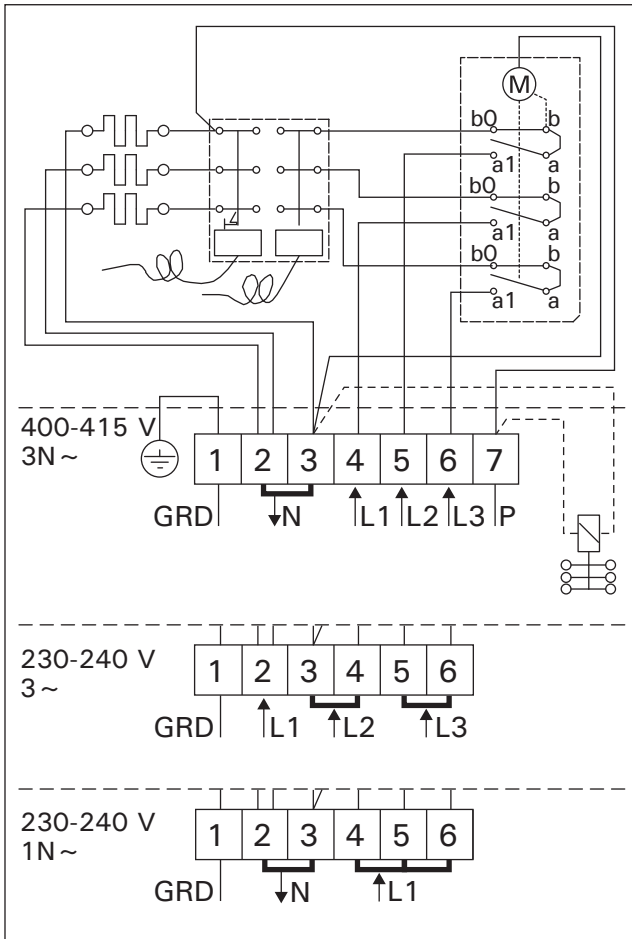 M
b0 b
a1 a
b0 b
a1 a
b0 b
a1 a
400-415 V
3N~
1 2 3 4 5 6 7
GRD N L1 L2 L3 P
230-240 V
3~
1 2 3 4 5 6
GRD L1 L2 L3
230-240 V
1N~
1 2 3 4 5 6
GRD N L1